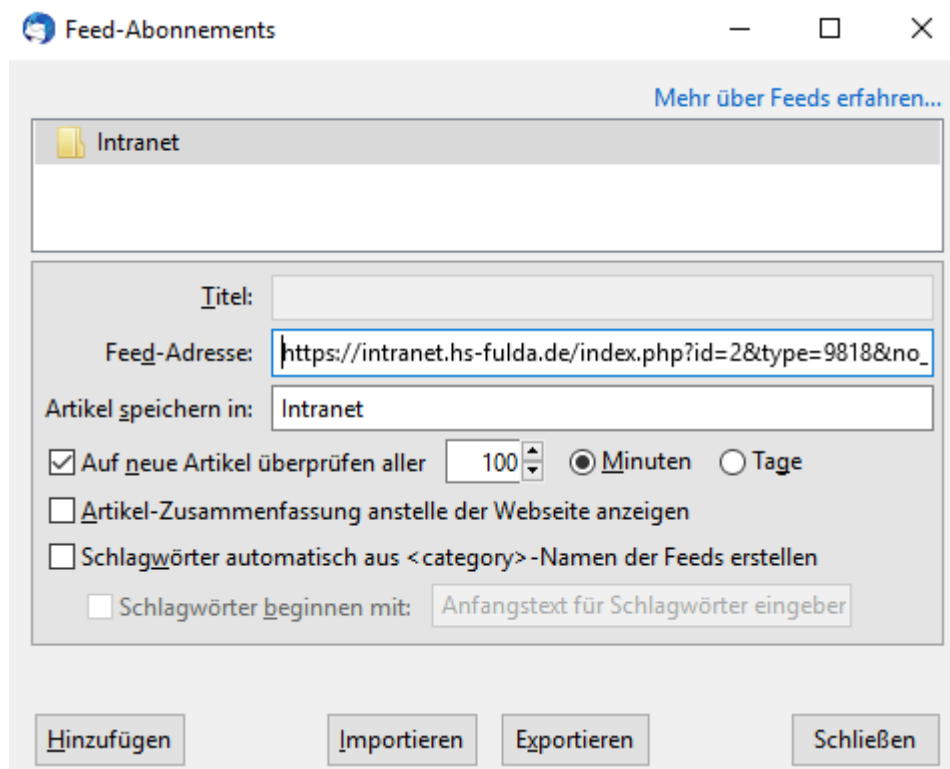 Feed-Abonnements
Mehr über Feeds erfahren...
Intranet
Titel:
Feed-Adresse: https://intranet.hs-fulda.de/index.php?id=2&type=9818&no_
Artikel speichern in: Intranet
Auf neue Artikel überprüfen aller 100 Minuten Tage
Artikel-Zusammenfassung anstelle der Webseite anzeigen
Schlagwörter automatisch aus <category>-Namen der Feeds erstellen
Schlagwörter beginnen mit: Anfangstext für Schlagwörter eingeber
Hinzufügen Importieren Exportieren Schließen